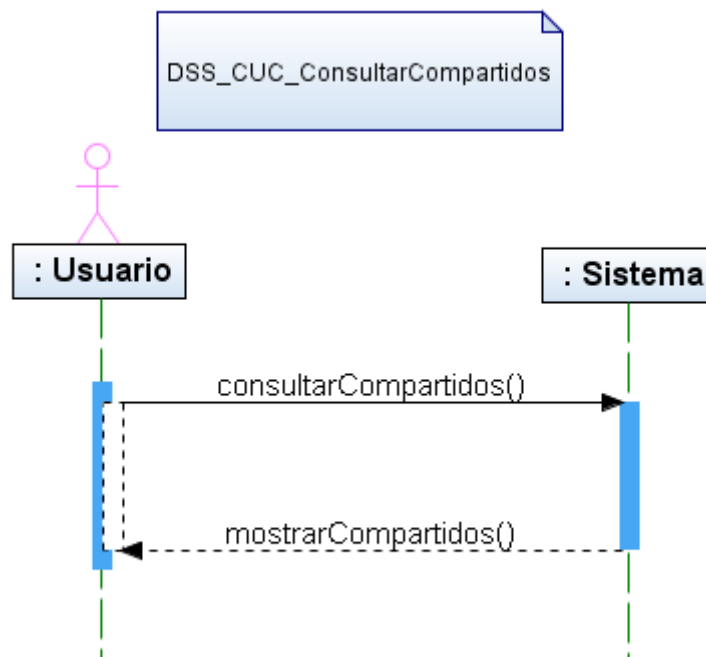 DSS_CUC_ConsultarCompartidos
: Usuario
: Sistema
consultarCompartidos()
mostrarCompartidos()